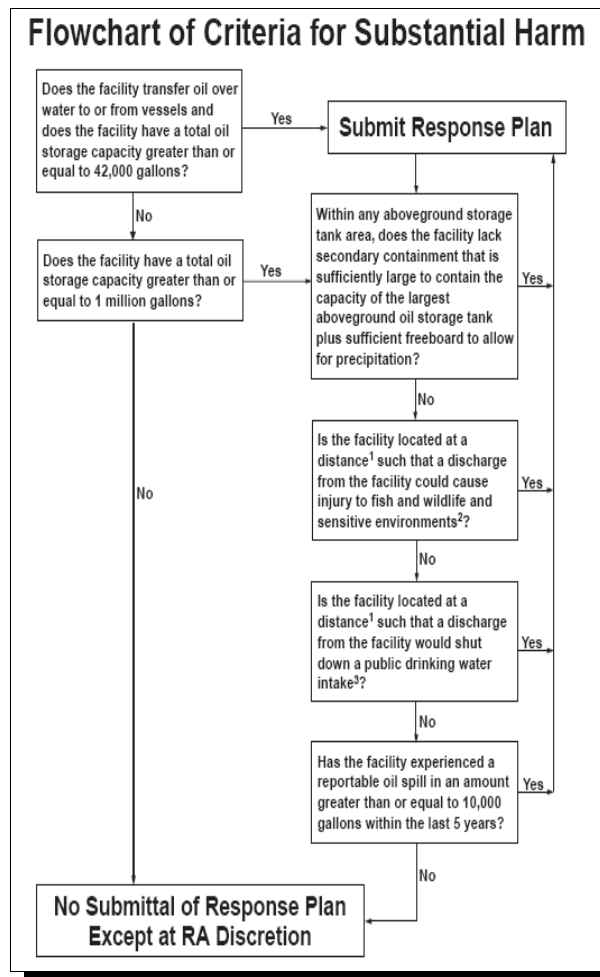 Flowchart of Criteria for Substantial Harm
Does the facility transfer oil over
water to or from vessels and
does the facility have a total oil
storage capacity greater than or
equal to 42,000 gallons?
Yes
Submit Response Plan
No
Does the facility have a total oil
storage capacity greater than or
equal to 1 million gallons?
Yes
Within any aboveground storage
tank area, does the facility lack
secondary containment that is
sufficiently large to contain the
capacity of the largest
aboveground oil storage tank
plus sufficient freeboard to allow
for precipitation?
Yes
No
Is the facility located at a
distance¹ such that a discharge
from the facility could cause
injury to fish and wildlife and
sensitive environments²?
Yes
No
No
Is the facility located at a
distance¹ such that a discharge
from the facility would shut
down a public drinking water
intake³?
Yes
No
Has the facility experienced a
reportable oil spill in an amount
greater than or equal to 10,000
gallons within the last 5 years?
Yes
No
No Submittal of Response Plan
Except at RA Discretion